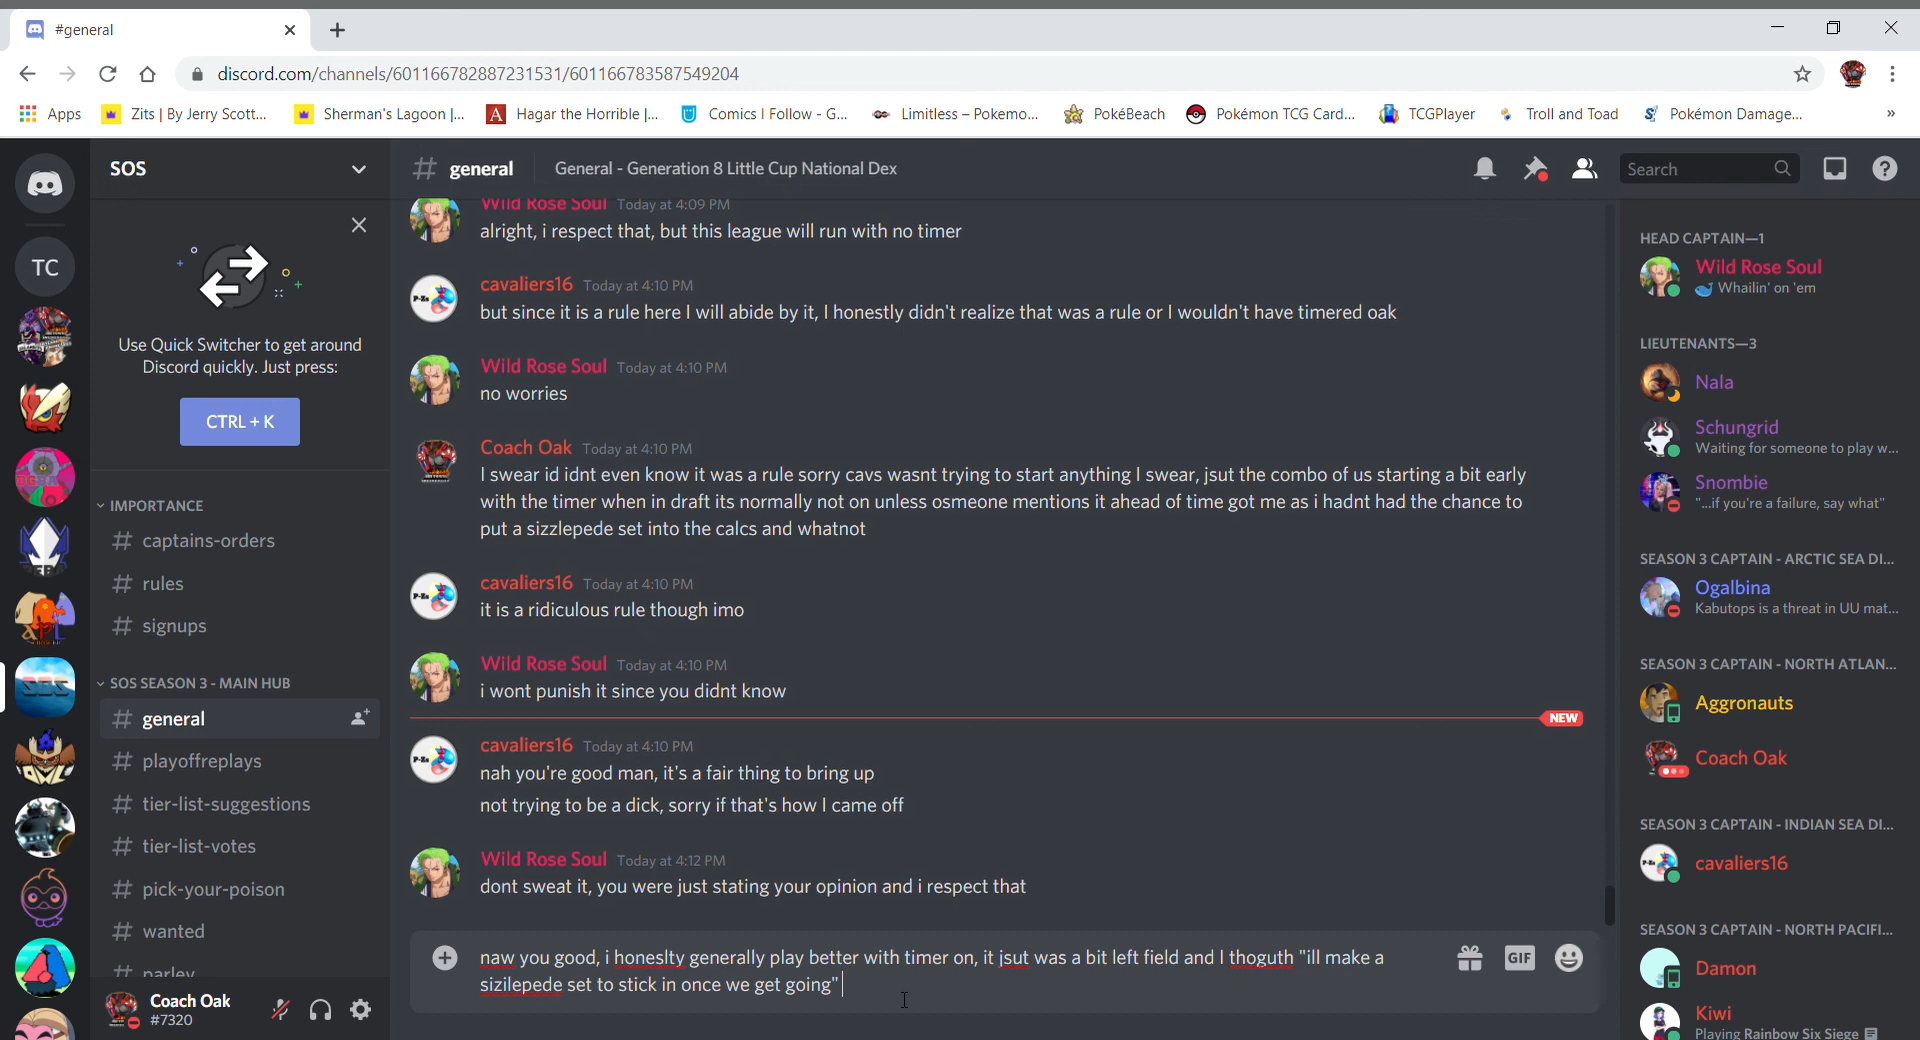 #general
discord.com/channels/601166782887231531/601166783587549204
Apps
Zits | By Jerry Scott...
Sherman's Lagoon |...
Hagar the Horrible |...
Comics I Follow - G...
Limitless – Pokemo...
PokéBeach
Pokémon TCG Card...
TCGPlayer
Troll and Toad
Pokémon Damage...
»
TC
SOS
Use Quick Switcher to get around
Discord quickly. Just press:
CTRL + K
IMPORTANCE
# captains-orders
# rules
# signups
SOS SEASON 3 - MAIN HUB
# general
# playoffreplays
# tier-list-suggestions
# tier-list-votes
# pick-your-poison
# wanted
# parley
Coach Oak
#7320
# general
General - Generation 8 Little Cup National Dex
Search
Wild Rose Soul Today at 4:09 PM
alright, i respect that, but this league will run with no timer
cavaliers16 Today at 4:10 PM
but since it is a rule here I will abide by it, I honestly didn't realize that was a rule or I wouldn't have timered oak
Wild Rose Soul Today at 4:10 PM
no worries
Coach Oak Today at 4:10 PM
I swear id idnt even know it was a rule sorry cavs wasnt trying to start anything I swear, jsut the combo of us starting a bit early
with the timer when in draft its normally not on unless osmeone mentions it ahead of time got me as i hadnt had the chance to
put a sizzlepede set into the calcs and whatnot
cavaliers16 Today at 4:10 PM
it is a ridiculous rule though imo
Wild Rose Soul Today at 4:10 PM
i wont punish it since you didnt know
NEW
cavaliers16 Today at 4:10 PM
nah you're good man, it's a fair thing to bring up
not trying to be a dick, sorry if that's how I came off
Wild Rose Soul Today at 4:12 PM
dont sweat it, you were just stating your opinion and i respect that
naw you good, i honeslty generally play better with timer on, it jsut was a bit left field and I thoguth "ill make a
sizilepede set to stick in once we get going"
GIF
HEAD CAPTAIN—1
Wild Rose Soul
Whailin' on 'em
LIEUTENANTS—3
Nala
Schungrid
Waiting for someone to play w...
Snombie
"...if you're a failure, say what"
SEASON 3 CAPTAIN - ARCTIC SEA DI...
Ogalbina
Kabutops is a threat in UU mat...
SEASON 3 CAPTAIN - NORTH ATLAN...
Aggronauts
Coach Oak
SEASON 3 CAPTAIN - INDIAN SEA DI...
cavaliers16
SEASON 3 CAPTAIN - NORTH PACIFI...
Damon
Kiwi
Playing Rainbow Six Siege